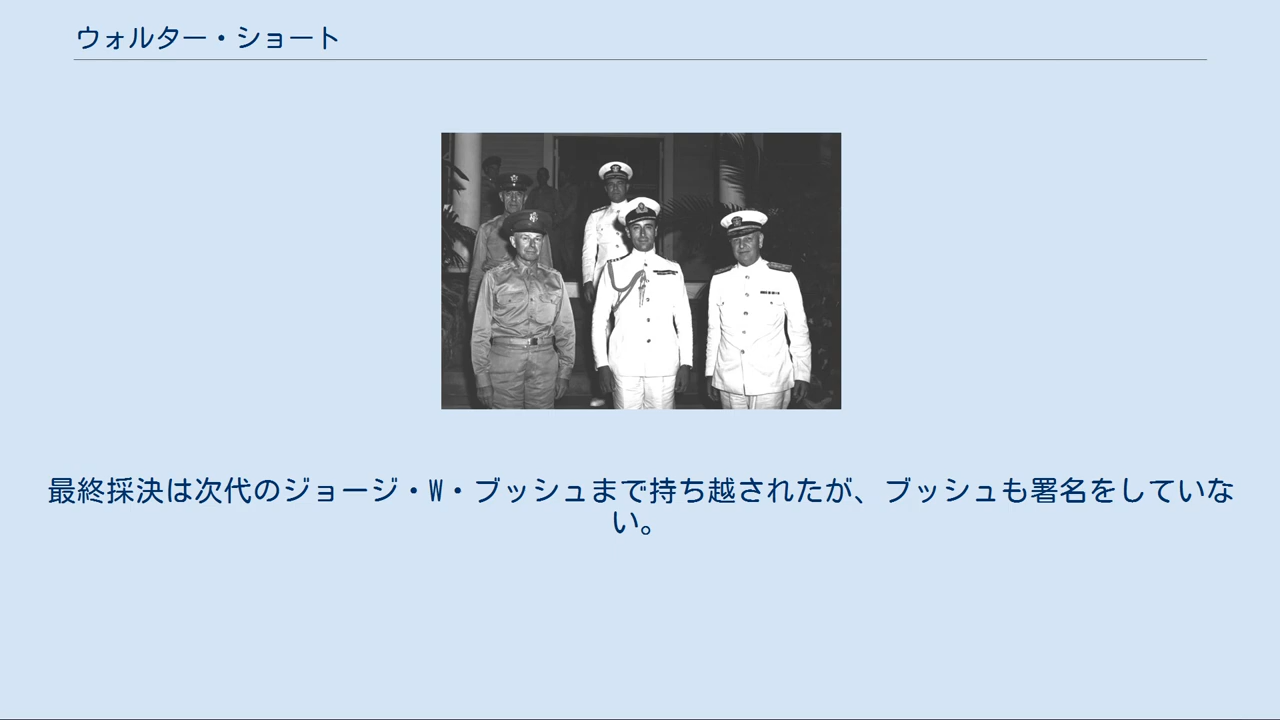 ウォルター・ショート
最終採決は次代のジョージ・W・ブッシュまで持ち越されたが、ブッシュも署名をしていな
い。